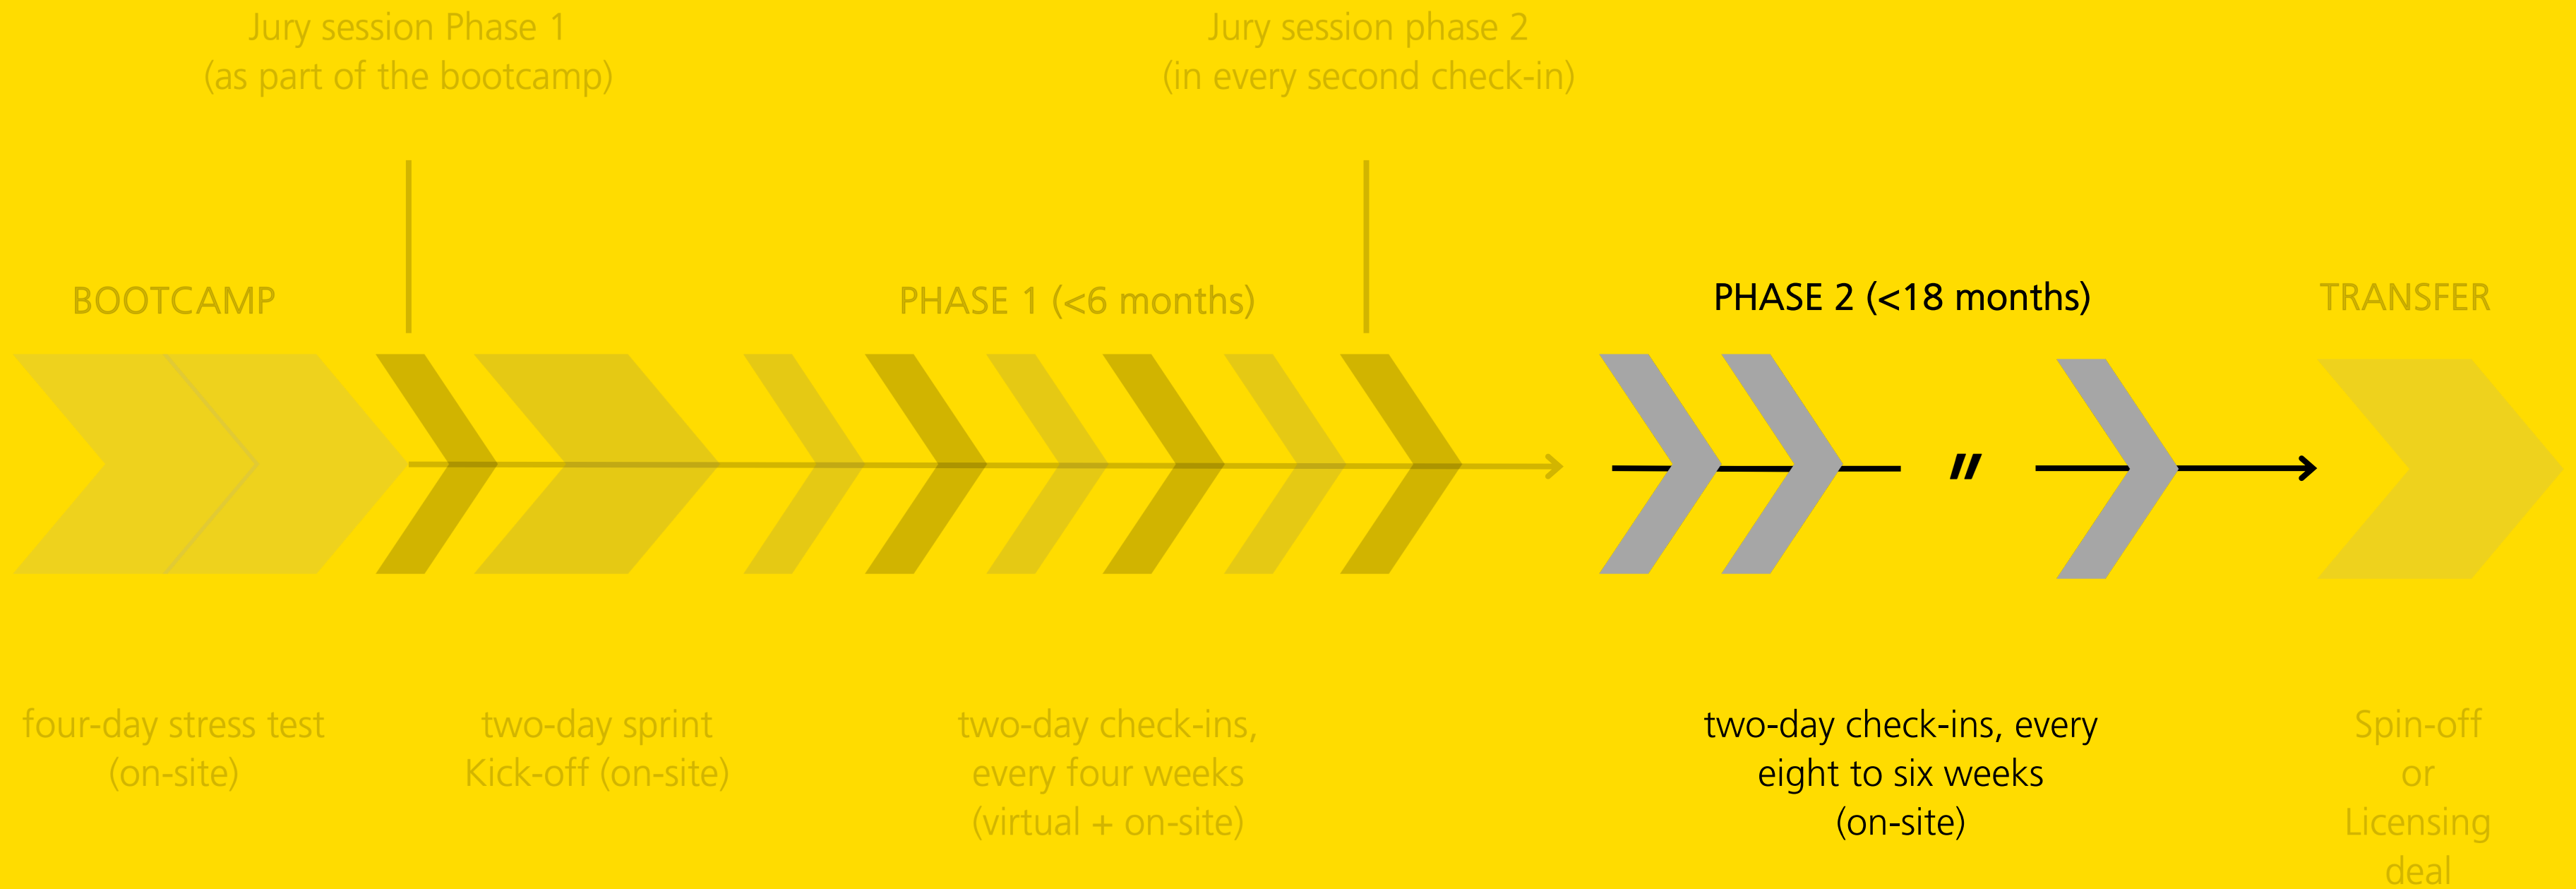 Jury session Phase 1
(as part of the bootcamp)
Jury session phase 2
(in every second check-in)
BOOTCAMP
PHASE 1 (<6 months)
PHASE 2 (<18 months)
TRANSFER
four-day stress test
(on-site)
two-day sprint
Kick-off (on-site)
two-day check-ins,
every four weeks
(virtual + on-site)
two-day check-ins, every
eight to six weeks
(on-site)
Spin-off
or
Licensing
deal